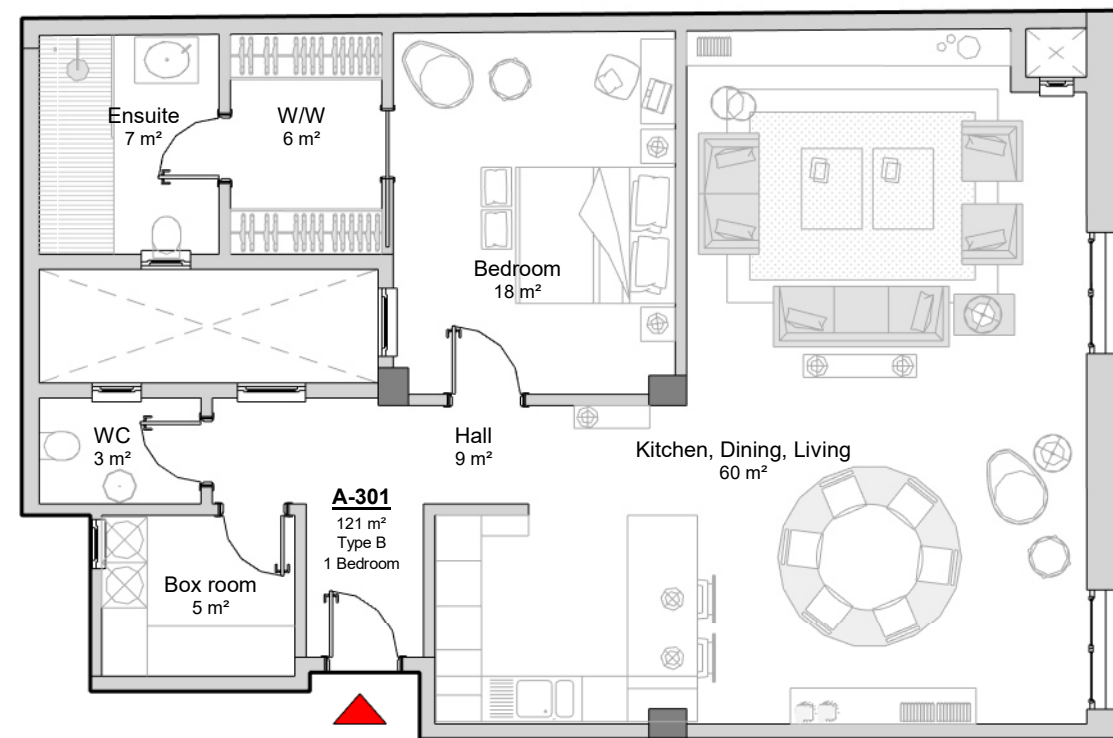 Ensuite
7 m²
W/W
6 m²
Bedroom
18 m²
WC
3 m²
Hall
9 m²
Kitchen, Dining, Living
60 m²
A-301
121 m²
Type B
1 Bedroom
Box room
5 m²